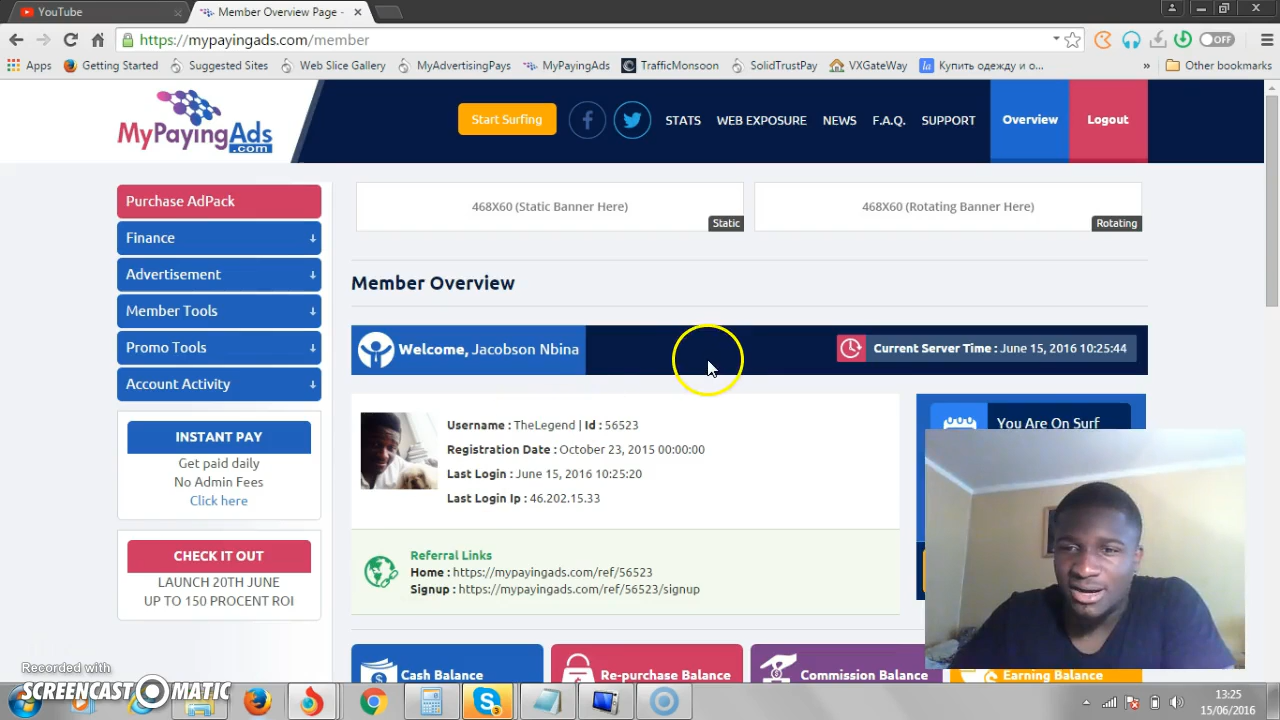 YouTube
Member Overview Page -
https://mypayingads.com/member
OFF
Apps Getting Started Suggested Sites Web Slice Gallery MyAdvertisingPays MyPayingAds TrafficMonsoon SolidTrustPay VXGateWay la Купить одежду и о... » Other bookmarks
MyPayingAds
.com
Start Surfing
STATS WEB EXPOSURE NEWS F.A.Q. SUPPORT Overview Logout
468X60 (Static Banner Here)
Static
468X60 (Rotating Banner Here)
Rotating
Purchase AdPack
Finance
Advertisement
Member Tools
Promo Tools
Account Activity
INSTANT PAY
Get paid daily
No Admin Fees
Click here
CHECK IT OUT
LAUNCH 20TH JUNE
UP TO 150 PROCENT ROI
Member Overview
Welcome, Jacobson Nbina
Current Server Time : June 15, 2016 10:25:44
Username : TheLegend | Id : 56523
Registration Date : October 23, 2015 00:00:00
Last Login : June 15, 2016 10:25:20
Last Login Ip : 46.202.15.33
You Are On Surf
Referral Links
Home : https://mypayingads.com/ref/56523
Signup : https://mypayingads.com/ref/56523/signup
Cash Balance
Re-purchase Balance
Commission Balance
Earning Balance
Recorded with
SCREENCAST MATIC
3
13:25
15/06/2016